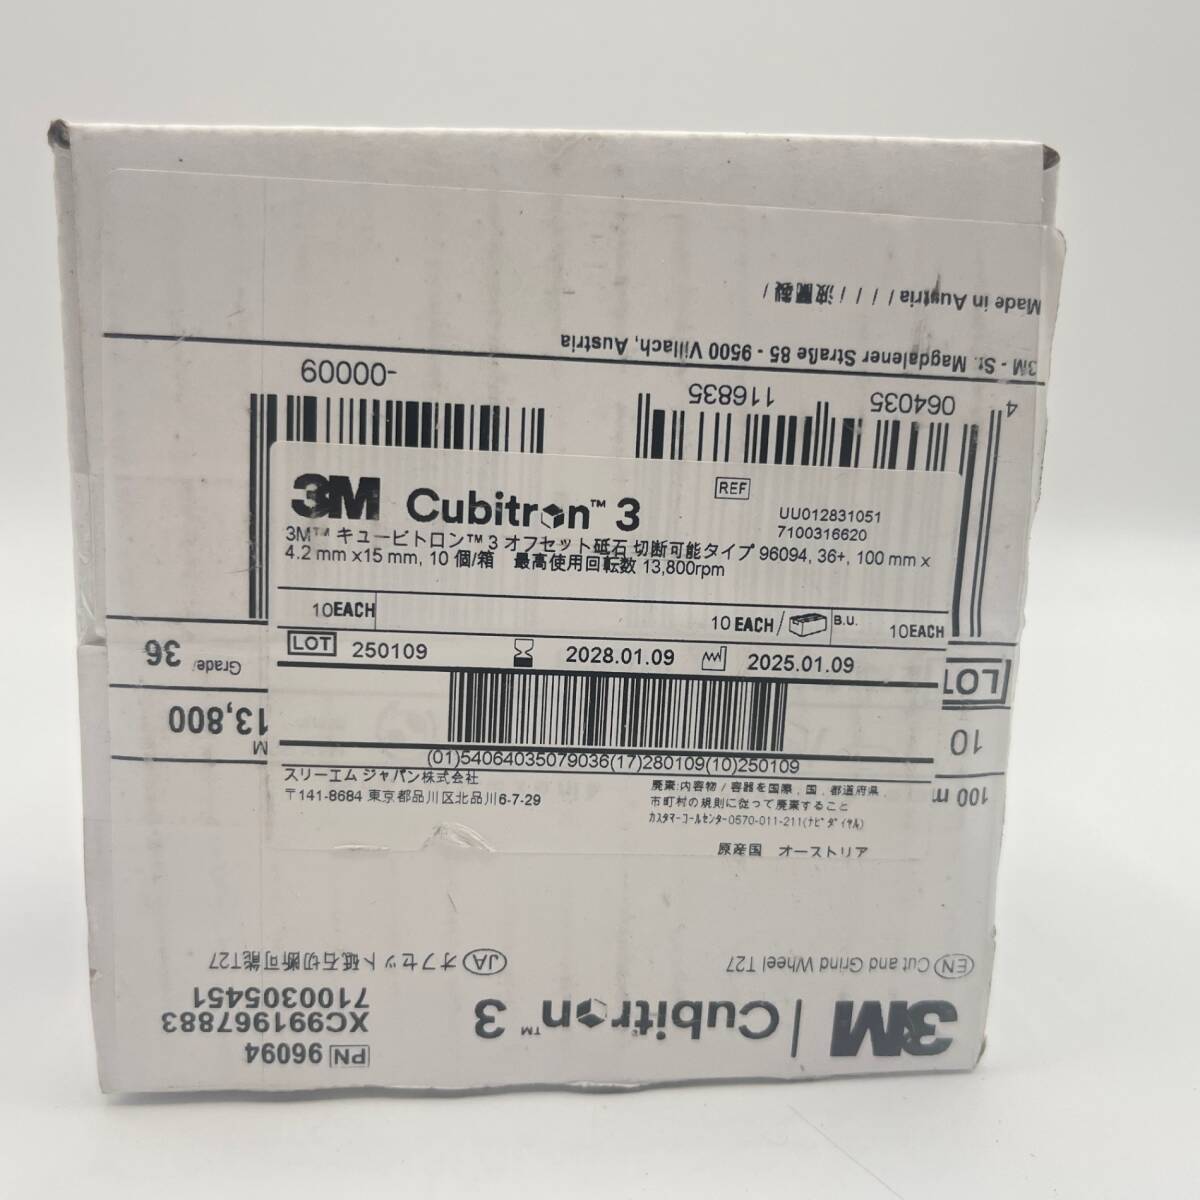 Made in Austria / / / / / 波蘭製 /
3M - St. Magdalener Straße 85 - 9500 Villach, Austria
-00009
4 064035 116835
3M Cubitron™ 3
REF
UU012831051
7100316620
3M™ キュービトロン™ 3 オフセット砥石 切断可能タイプ 96094, 36+, 100 mm x
4.2 mm x15 mm, 10 個/箱 最高使用回転数 13,800rpm
10EACH
10 EACH/ B.U. 10EACH
LOT 250109 2028.01.09 2025.01.09
(01)54064035079036(17)280109(10)250109
スリーエム ジャパン株式会社
〒141-8684 東京都品川区北品川6-7-29
廃棄:内容物/容器を国際、国、都道府県、
市町村の規則に従って廃棄すること
カスタマーコールセンター0570-011-211(ナビダイヤル)
原産国 オーストリア
Grade/ 36
13,800
LOT
10
100 m
EN Cut and Grind Wheel T27
JA オフセット砥石切断可能T27
3M | Cubitron™ 3
PN 96094
XC991967883
7100305451